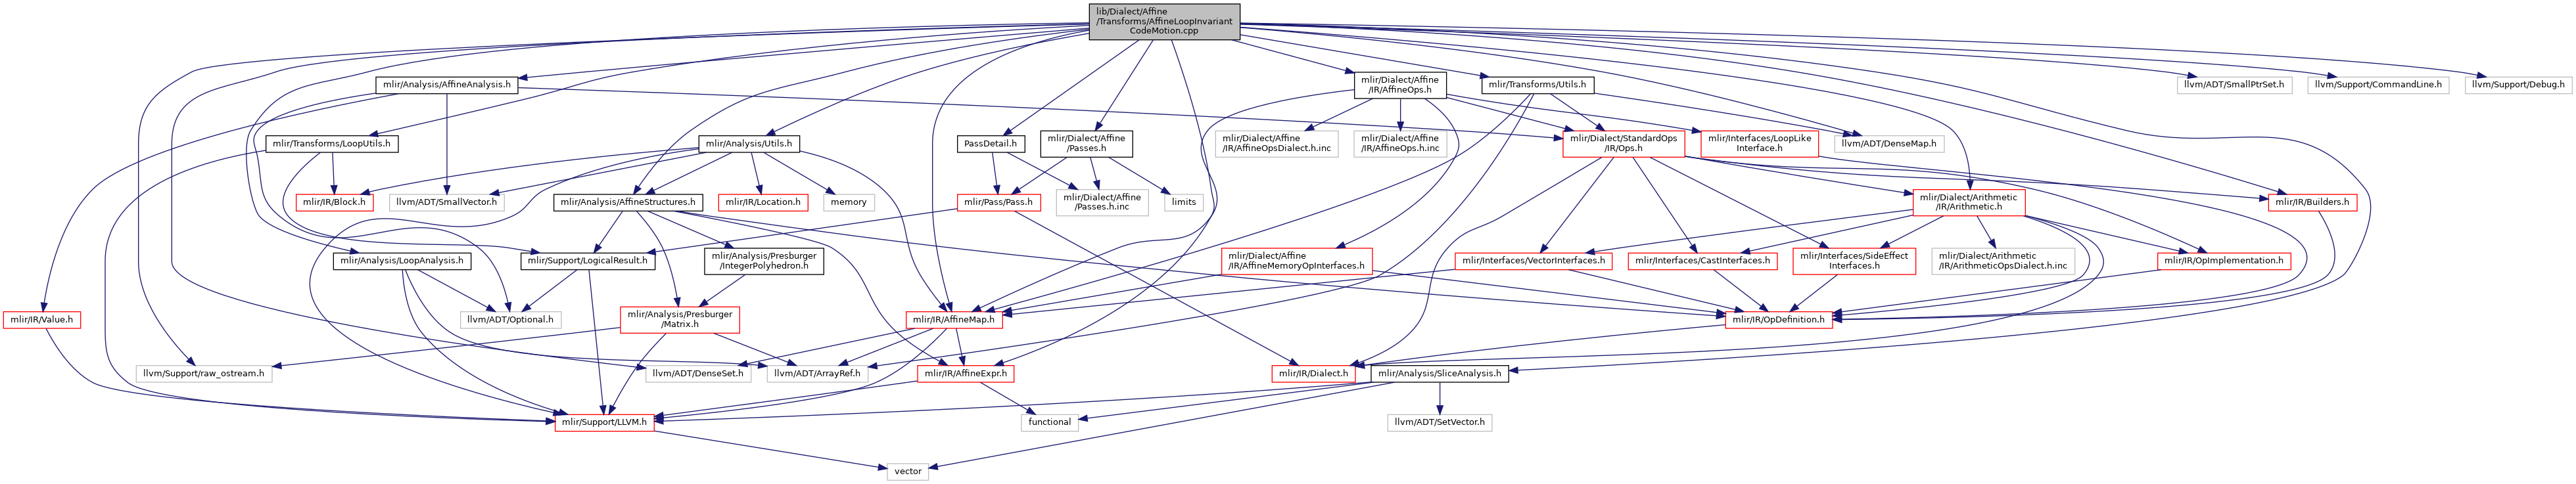 lib/Dialect/Affine
/Transforms/AffineLoopInvariant
CodeMotion.cpp
mlir/Analysis/AffineAnalysis.h
mlir/Dialect/Affine
/IR/AffineOps.h
mlir/Transforms/Utils.h
llvm/ADT/SmallPtrSet.h
llvm/Support/CommandLine.h
llvm/Support/Debug.h
mlir/Transforms/LoopUtils.h
mlir/Analysis/Utils.h
PassDetail.h
mlir/Dialect/Affine
/Passes.h
mlir/Dialect/Affine
/IR/AffineOpsDialect.h.inc
mlir/Dialect/Affine
/IR/AffineOps.h.inc
mlir/Dialect/StandardOps
/IR/Ops.h
mlir/Interfaces/LoopLike
Interface.h
llvm/ADT/DenseMap.h
mlir/IR/Block.h
llvm/ADT/SmallVector.h
mlir/Analysis/AffineStructures.h
mlir/IR/Location.h
memory
mlir/Pass/Pass.h
mlir/Dialect/Affine
/Passes.h.inc
limits
mlir/Dialect/Arithmetic
/IR/Arithmetic.h
mlir/IR/Builders.h
mlir/Analysis/LoopAnalysis.h
mlir/Support/LogicalResult.h
mlir/Analysis/Presburger
/IntegerPolyhedron.h
mlir/Dialect/Affine
/IR/AffineMemoryOpInterfaces.h
mlir/Interfaces/VectorInterfaces.h
mlir/Interfaces/CastInterfaces.h
mlir/Interfaces/SideEffect
Interfaces.h
mlir/Dialect/Arithmetic
/IR/ArithmeticOpsDialect.h.inc
mlir/IR/OpImplementation.h
mlir/IR/Value.h
llvm/ADT/Optional.h
mlir/Analysis/Presburger
/Matrix.h
mlir/IR/AffineMap.h
mlir/IR/OpDefinition.h
llvm/Support/raw_ostream.h
llvm/ADT/DenseSet.h
llvm/ADT/ArrayRef.h
mlir/IR/AffineExpr.h
mlir/IR/Dialect.h
mlir/Analysis/SliceAnalysis.h
mlir/Support/LLVM.h
functional
llvm/ADT/SetVector.h
vector